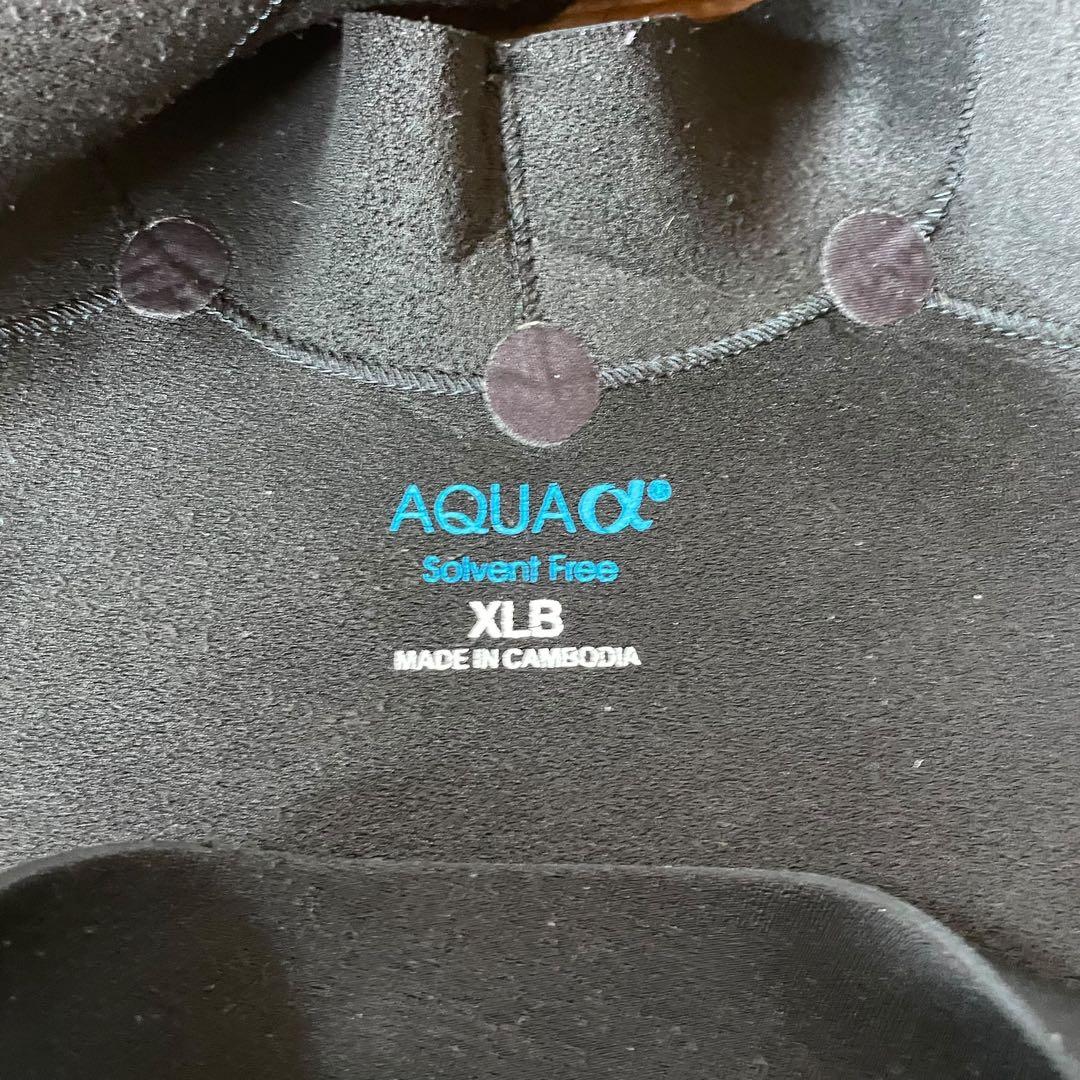 AQUAα®
Solvent Free
XLB
MADE IN CAMBODIA